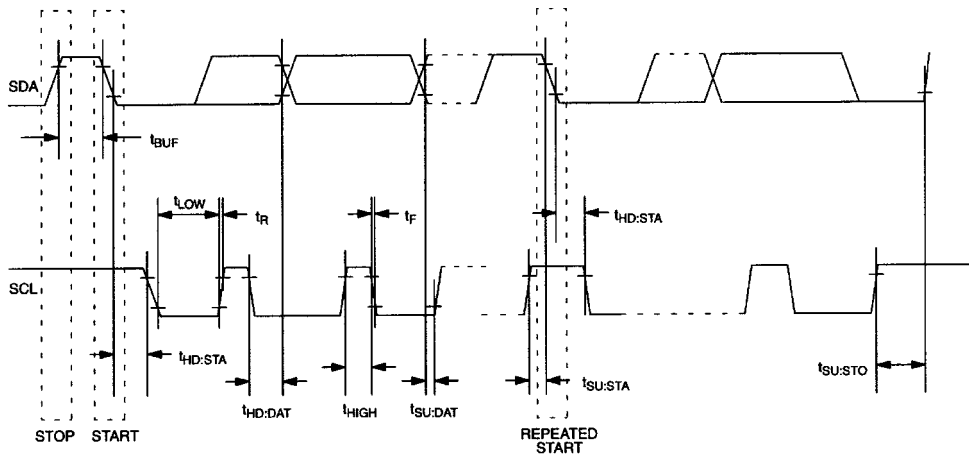 SDA
tBUF
tLOW
tR
tF
tHD:STA
SCL
tHD:STA
tHD:DAT
tHIGH
tSU:DAT
tSU:STA
tSU:STO
STOP
START
REPEATED
START